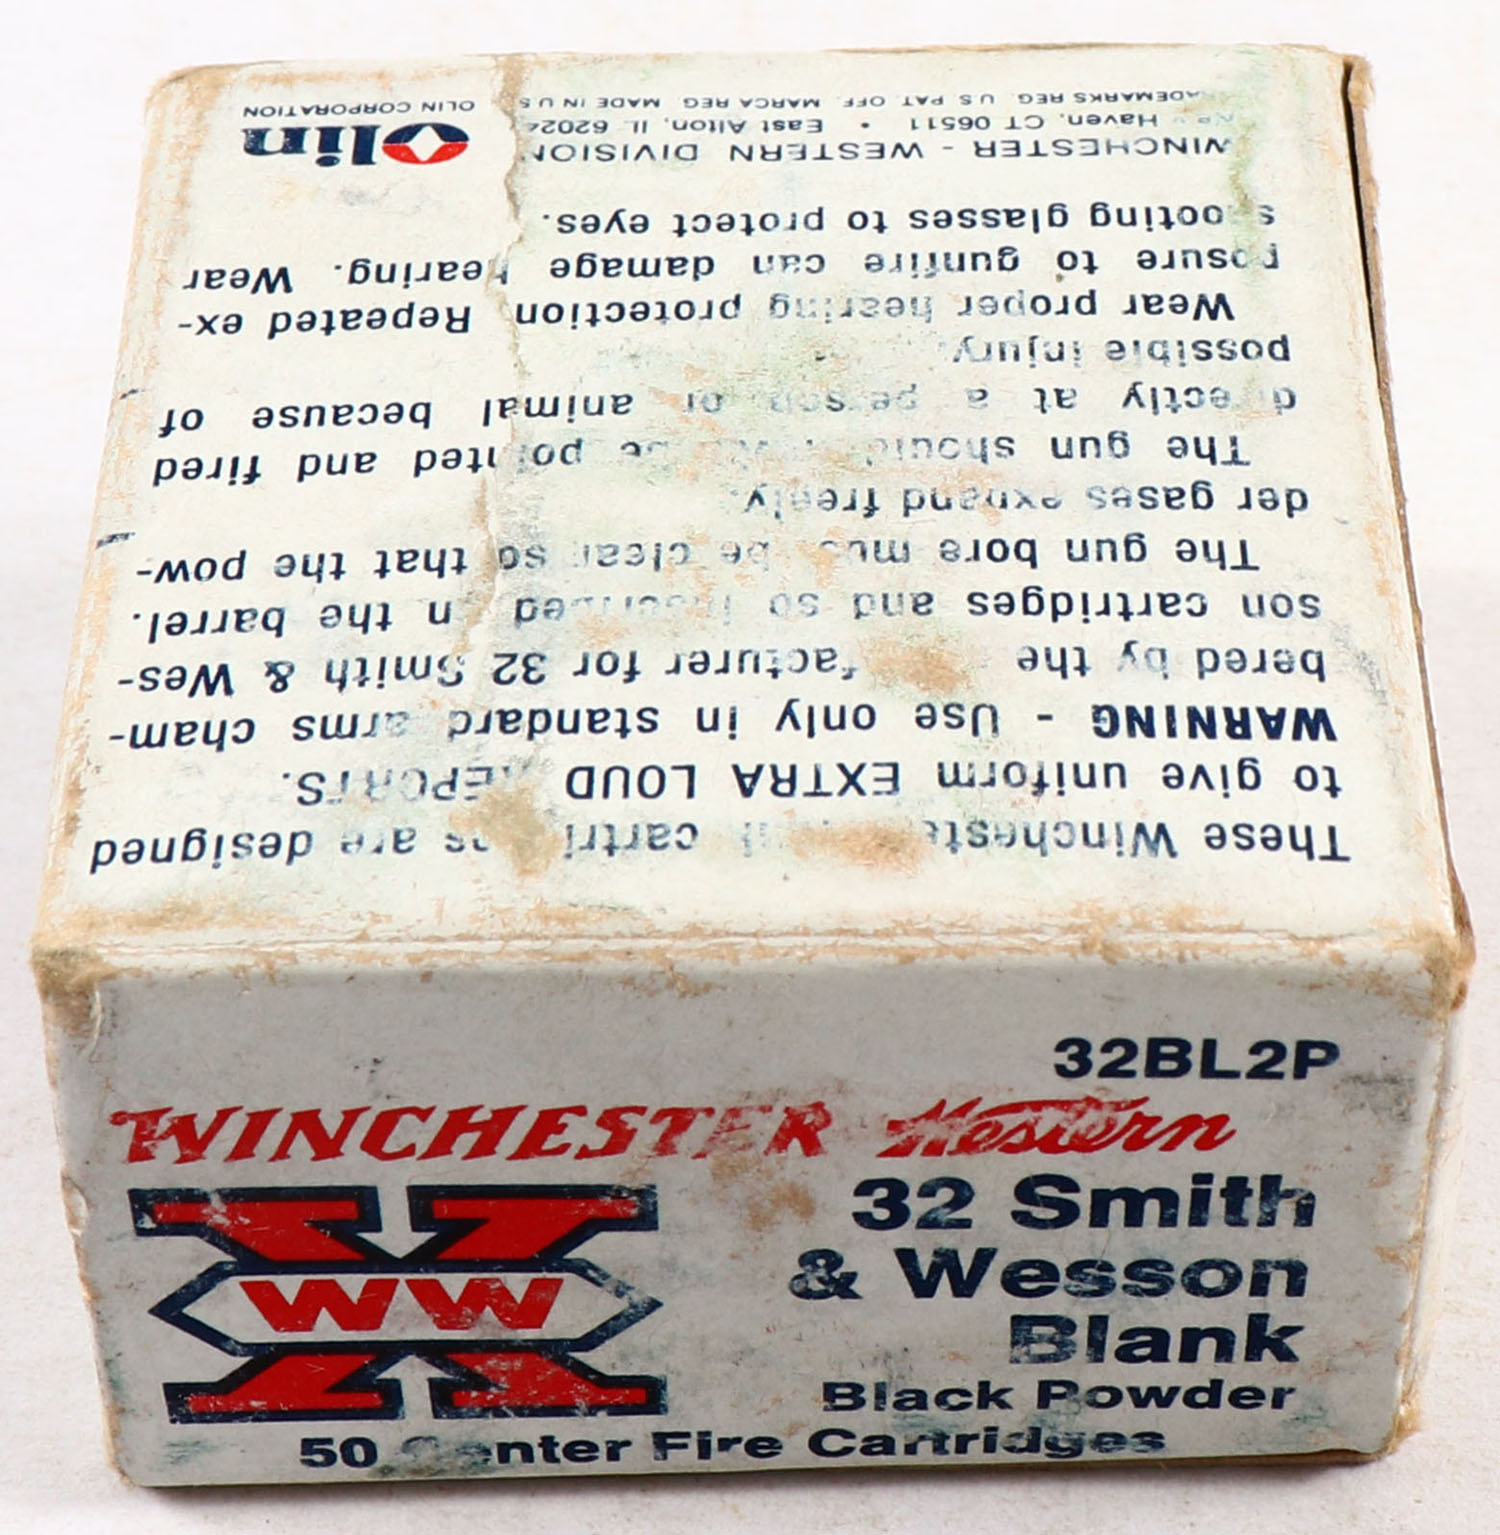 These Winchester cartri are designed
to give uniform EXTRA LOUD REPORTS.
WARNING - Use only in standard arms cham-
bered by the facturer for 32 Smith & Wes-
son cartridges and so inscribed in the barrel.
The gun bore must be clean so that the pow-
der gases expand freely.
The gun should be pointed and fired
directly at a person or animal because of
possible injury.
Wear proper hearing protection. Repeated ex-
posure to gunfire can damage hearing. Wear
shooting glasses to protect eyes.
WINCHESTER - WESTERN DIVISION
New Haven, CT 06511 • East Alton, IL 62024
TRADEMARKS REG. U S PAT. OFF. MARCA REG. MADE IN U S
Olin
OLIN CORPORATION
32BL2P
WINCHESTER Western
WW
32 Smith
& Wesson
Blank
Black Powder
50 Center Fire Cartridges